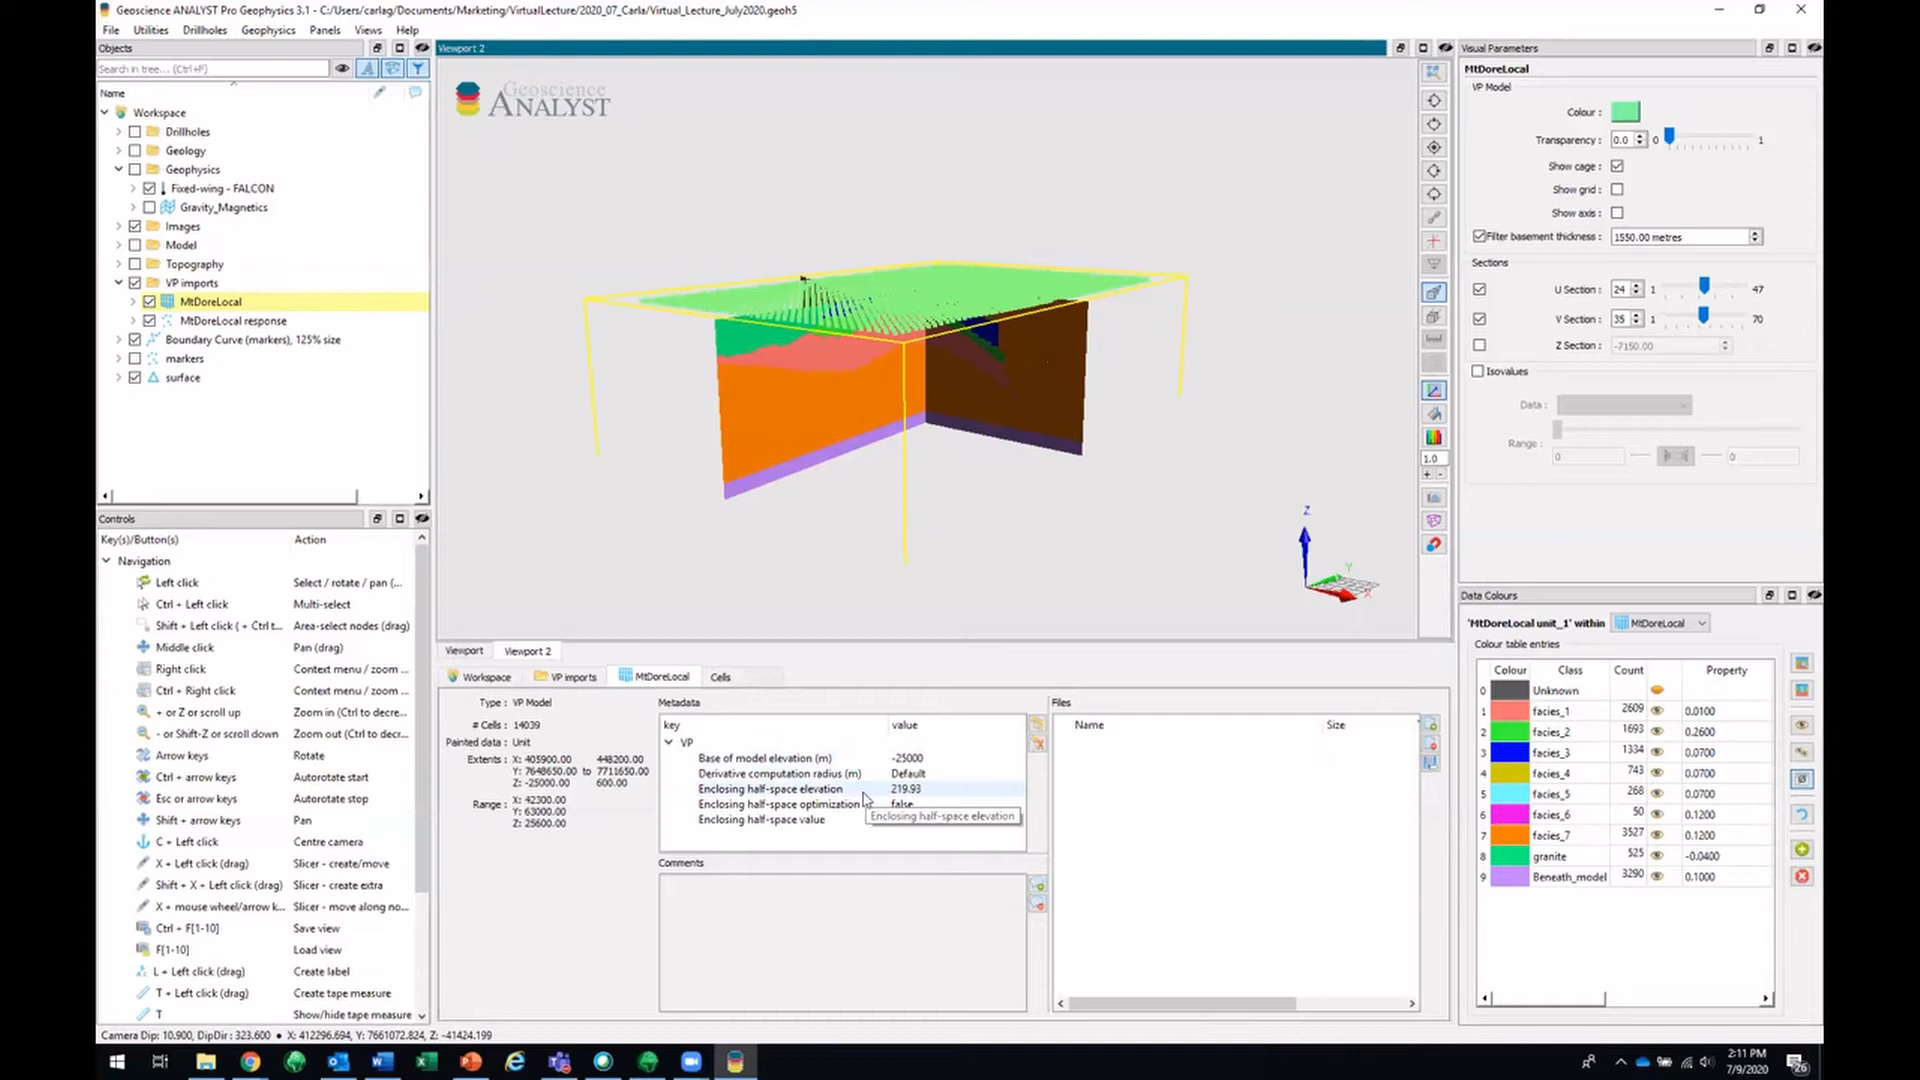 Geoscience ANALYST Pro Geophysics 3.1 - C:/Users/carlag/Documents/Marketing/VirtualLecture/2020_07_Carla/Virtual_Lecture_July2020.geoh5
File Utilities Drillholes Geophysics Panels Views Help
Objects
Search in tree... (Ctrl+F)
Name
Workspace
Drillholes
Geology
Geophysics
Fixed-wing - FALCON
Gravity_Magnetics
Images
Model
Topography
VP imports
MtDoreLocal
MtDoreLocal response
Boundary Curve (markers), 125% size
markers
surface
Controls
Key(s)/Button(s) Action
Navigation
Left click Select / rotate / pan (...
Ctrl + Left click Multi-select
Shift + Left click ( + Ctrl t... Area-select nodes (drag)
Middle click Pan (drag)
Right click Context menu / zoom ...
Ctrl + Right click Context menu / zoom ...
+ or Z or scroll up Zoom in (Ctrl to decre...
- or Shift-Z or scroll down Zoom out (Ctrl to decre...
Arrow keys Rotate
Ctrl + arrow keys Autorotate start
Esc or arrow keys Autorotate stop
Shift + arrow keys Pan
C + Left click Centre camera
X + Left click (drag) Slicer - create/move
Shift + X + Left click (drag) Slicer - create extra
X + mouse wheel/arrow k... Slicer - move along no...
Ctrl + F[1-10] Save view
F[1-10] Load view
L + Left click (drag) Create label
T + Left click (drag) Create tape measure
T Show/hide tape measure
Camera Dip: 10.900, DipDir : 323.600 • X: 412296.694, Y: 7661072.824, Z: -41424.199
Viewport 2
Geoscience
ANALYST
Z
Y
X
1.0
+ -
Viewport Viewport 2
Workspace VP imports MtDoreLocal Cells
Type : VP Model
# Cells : 14039
Painted data : Unit
Extents : X: 405900.00 448200.00
Y: 7648650.00 to 7711650.00
Z: -25000.00 600.00
Range : X: 42300.00
Y: 63000.00
Z: 25600.00
Metadata
key value
VP
Base of model elevation (m) -25000
Derivative computation radius (m) Default
Enclosing half-space elevation 219.93
Enclosing half-space optimization false
Enclosing half-space value
Enclosing half-space elevation
Comments
Files
Name Size
Visual Parameters
MtDoreLocal
VP Model
Colour :
Transparency : 0.0 0 1
Show cage :
Show grid :
Show axis :
Filter basement thickness : 1550.00 metres
Sections
U Section : 24 1 47
V Section : 35 1 70
Z Section : -7150.00
Isovalues
Data :
Range :
0 0
Data Colours
'MtDoreLocal unit_1' within MtDoreLocal
Colour table entries
Colour Class Count Property
0 Unknown
1 facies_1 2609 0.0100
2 facies_2 1693 0.2600
3 facies_3 1334 0.0700
4 facies_4 743 0.0700
5 facies_5 268 0.0700
6 facies_6 50 0.1200
7 facies_7 3527 0.1200
8 granite 525 -0.0400
9 Beneath_model 3290 0.1000
2:11 PM
7/9/2020
26